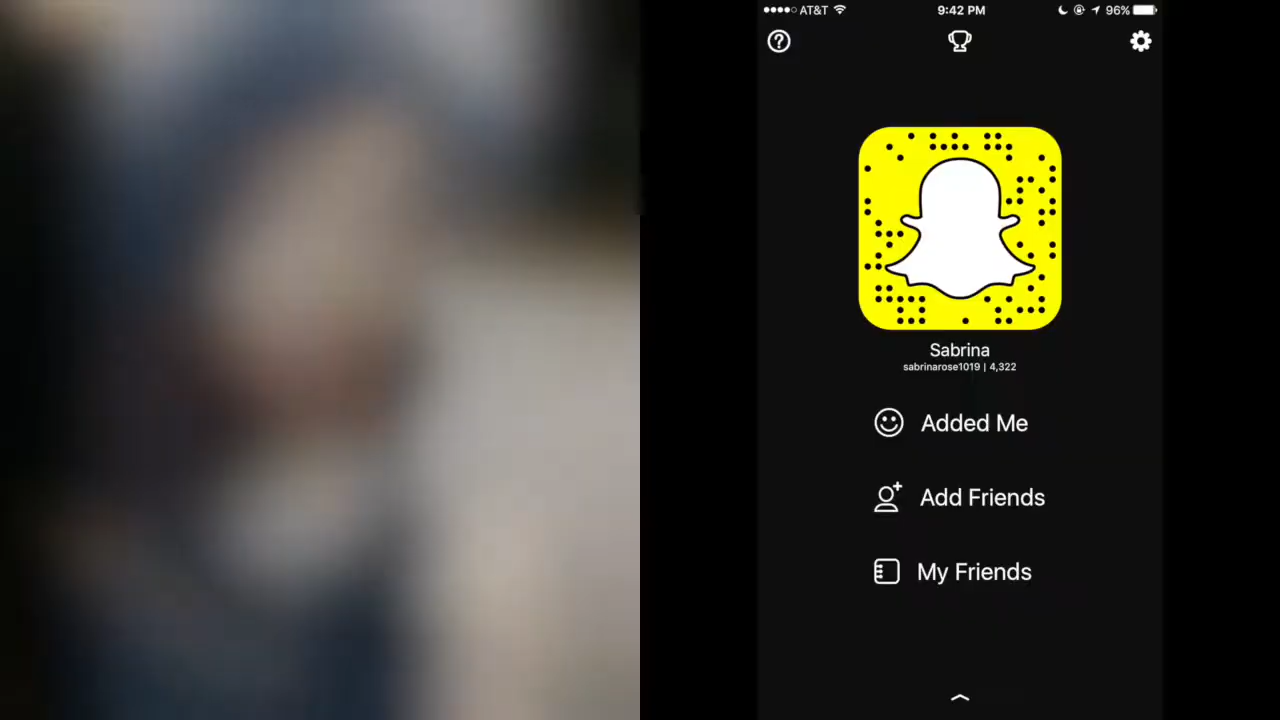 AT&T 9:42 PM 96%
Sabrina
sabrinarose1019 | 4,322
Added Me
Add Friends
My Friends